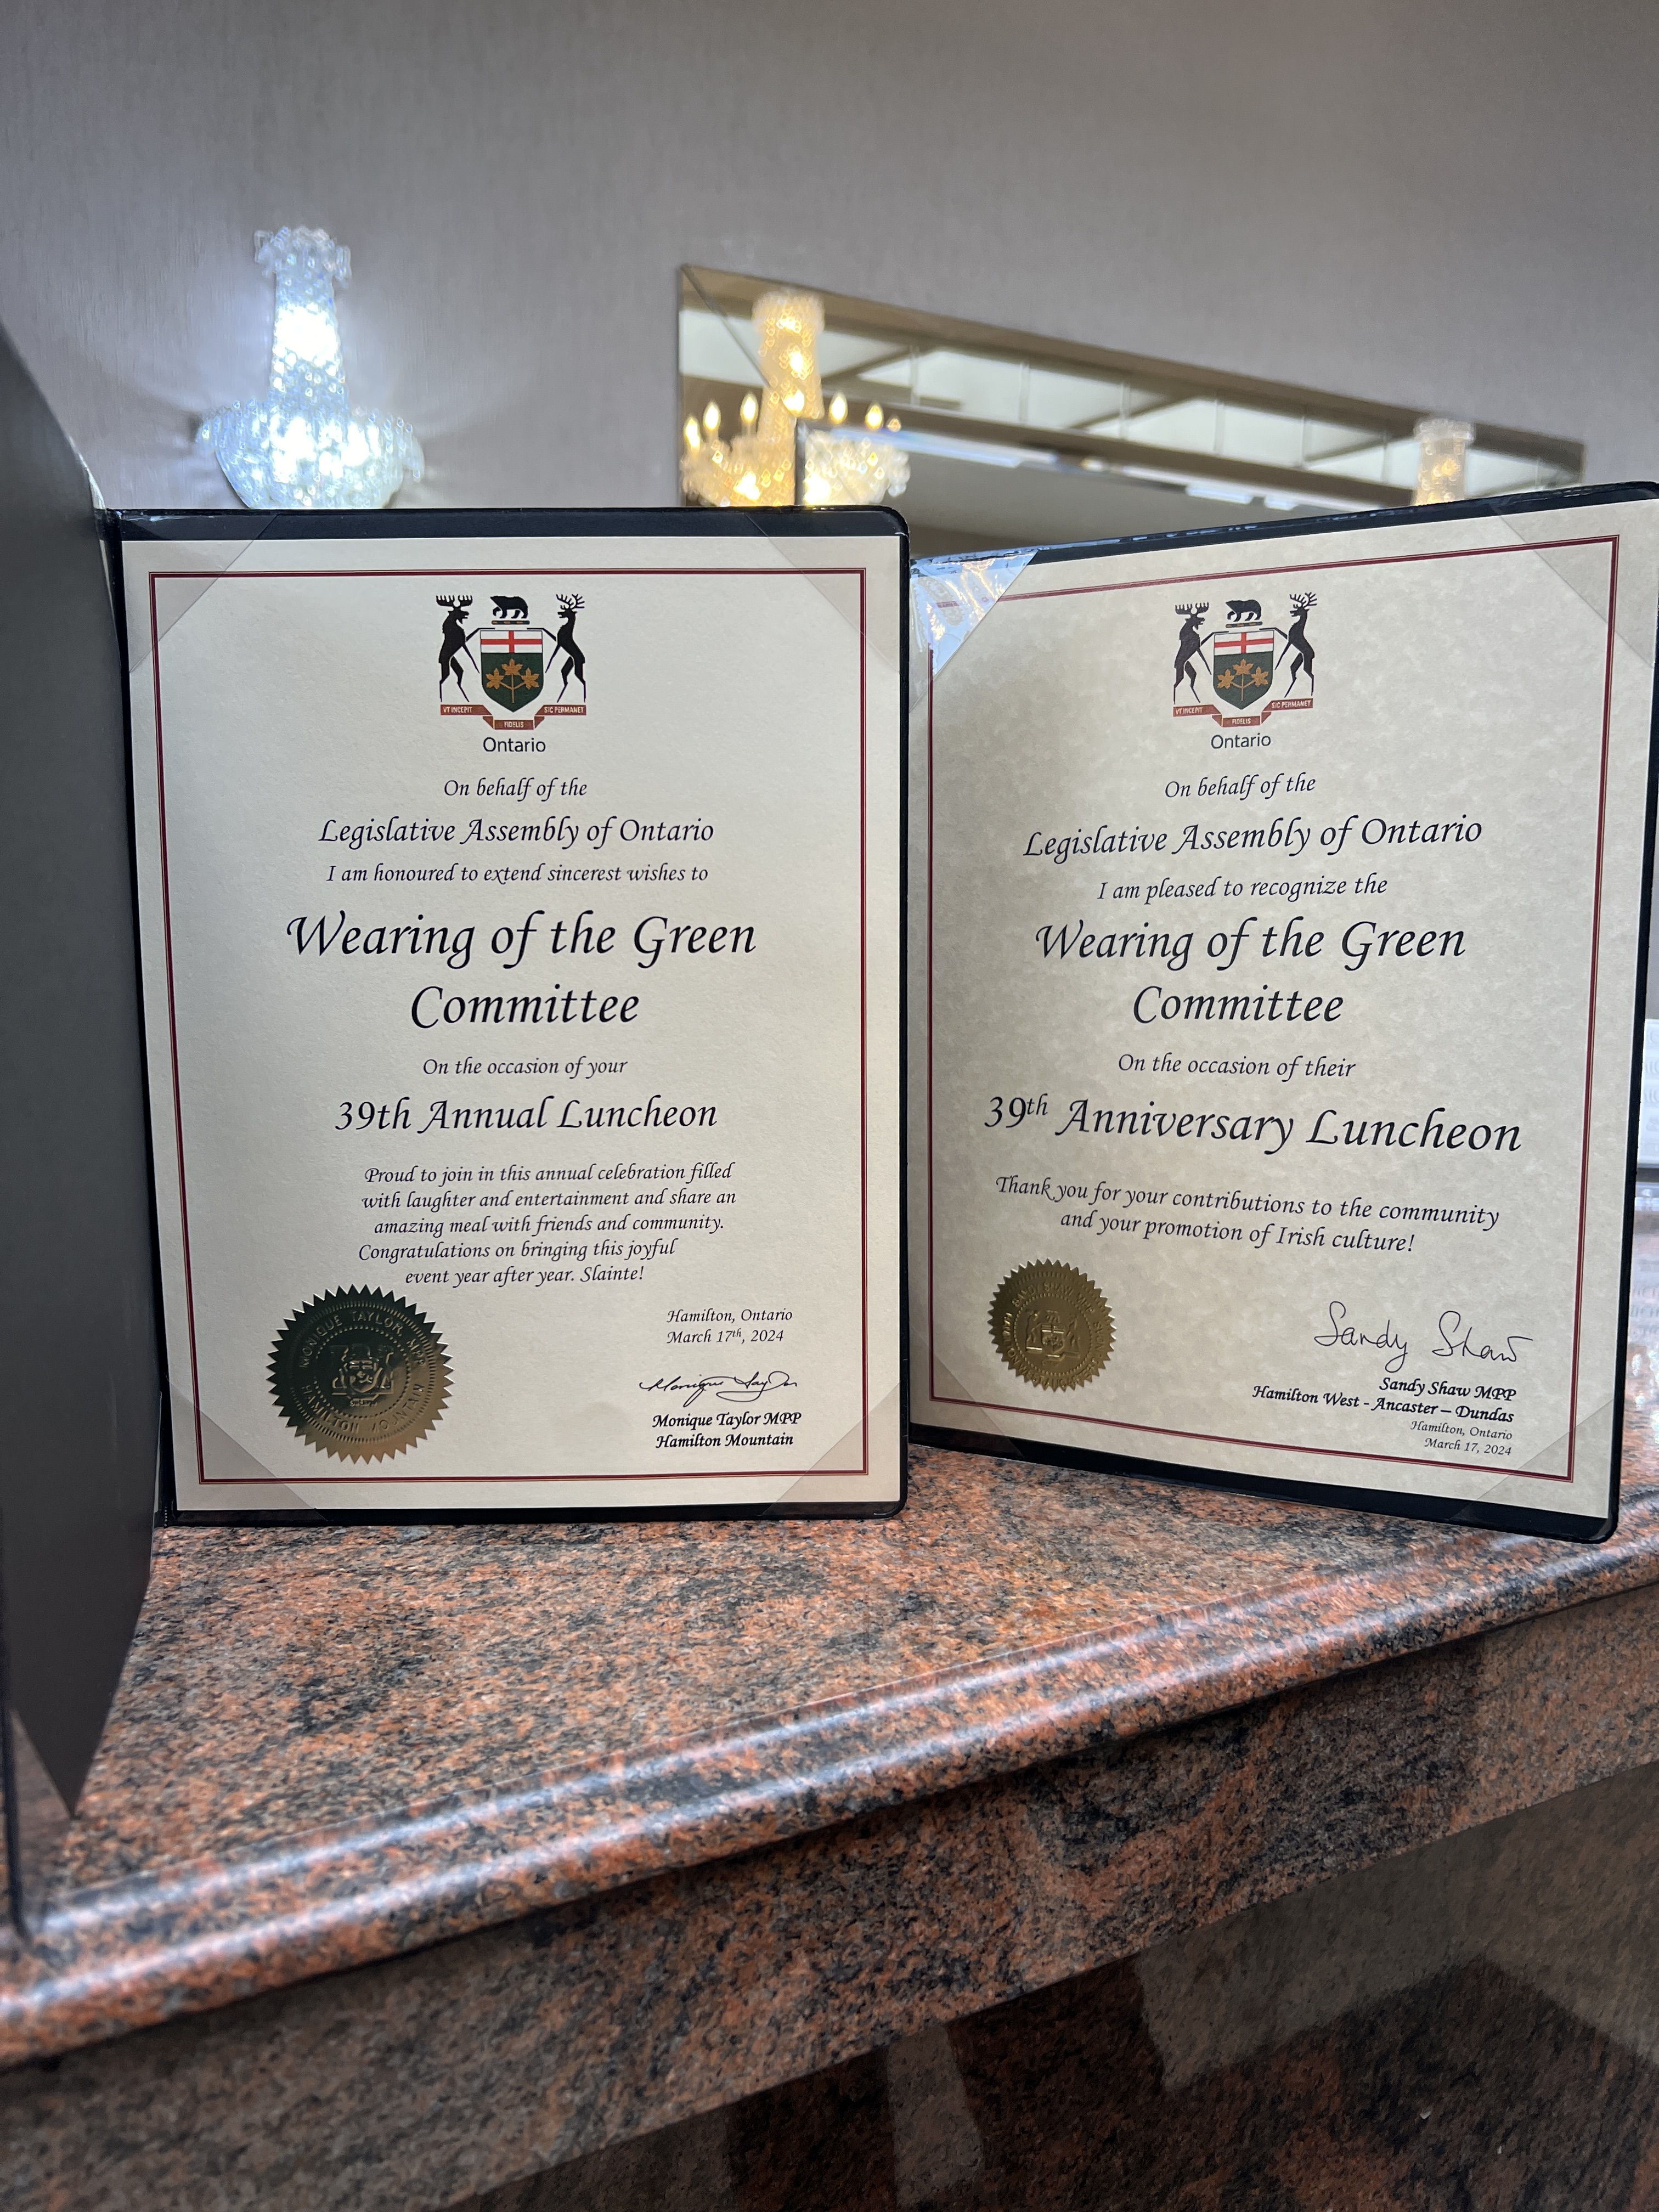 VT INCEPIT
FIDELIS
SIC PERMANET
Ontario
On behalf of the
Legislative Assembly of Ontario
I am honoured to extend sincerest wishes to
Wearing of the Green
Committee
On the occasion of your
39th Annual Luncheon
Proud to join in this annual celebration filled
with laughter and entertainment and share an
amazing meal with friends and community.
Congratulations on bringing this joyful
event year after year. Slainte!
MONIQUE TAYLOR, MPP
HAMILTON MOUNTAIN
Hamilton, Ontario
March 17th, 2024
Monique Taylor
Monique Taylor MPP
Hamilton Mountain
VT INCEPIT
FIDELIS
SIC PERMANET
Ontario
On behalf of the
Legislative Assembly of Ontario
I am pleased to recognize the
Wearing of the Green
Committee
On the occasion of their
39th Anniversary Luncheon
Thank you for your contributions to the community
and your promotion of Irish culture!
Sandy Shaw
Sandy Shaw MPP
Hamilton West - Ancaster – Dundas
Hamilton, Ontario
March 17, 2024